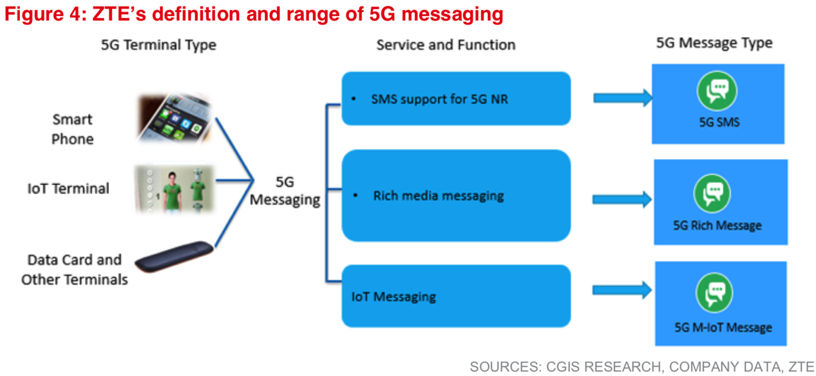 Figure 4: ZTE's definition and range of 5G messaging
5G Terminal Type
Service and Function
5G Message Type
Smart
Phone
IoT Terminal
Data Card and
Other Terminals
5G
Messaging
• SMS support for 5G NR
• Rich media messaging
IoT Messaging
5G SMS
5G Rich Message
5G M-IoT Message
SOURCES: CGIS RESEARCH, COMPANY DATA, ZTE